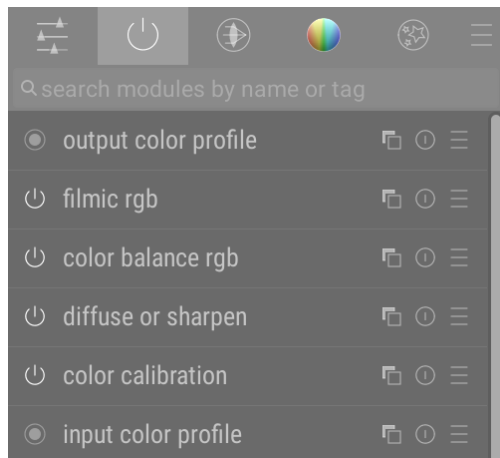 search modules by name or tag
output color profile
filmic rgb
color balance rgb
diffuse or sharpen
color calibration
input color profile